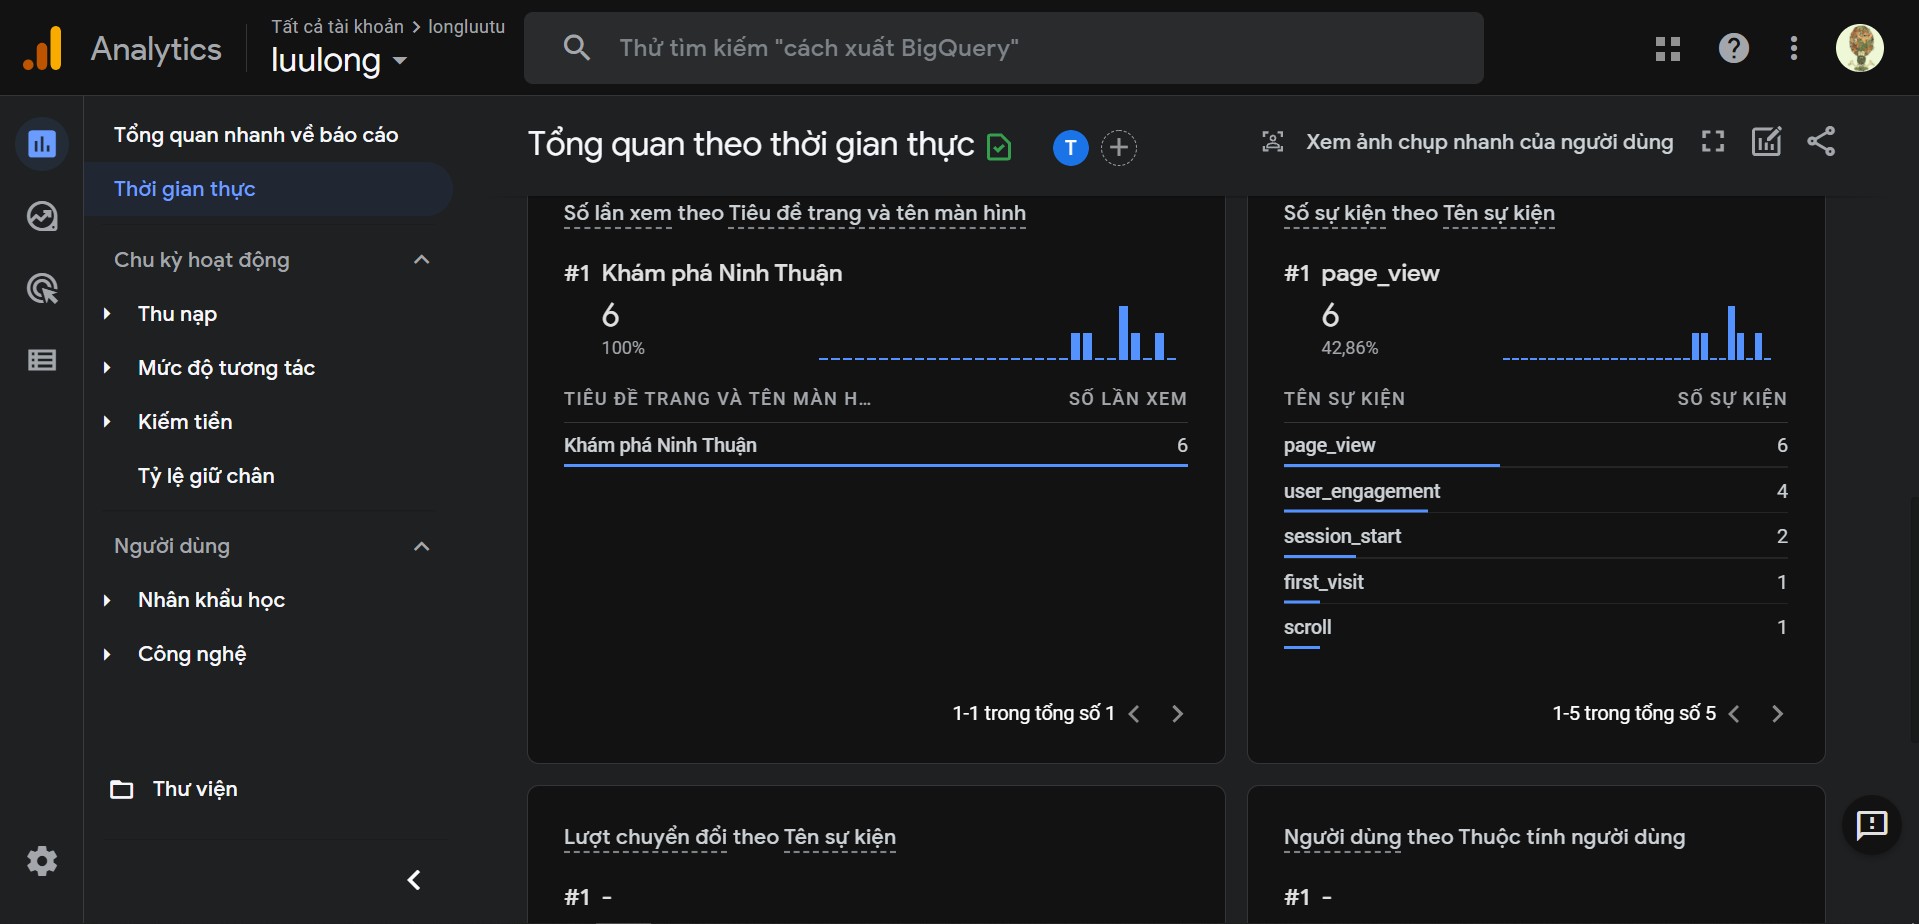 Analytics
Tất cả tài khoản > longluutu
luulong
Thử tìm kiếm "cách xuất BigQuery"
Tổng quan nhanh về báo cáo
Thời gian thực
Chu kỳ hoạt động
Thu nạp
Mức độ tương tác
Kiếm tiền
Tỷ lệ giữ chân
Người dùng
Nhân khẩu học
Công nghệ
Thư viện
Tổng quan theo thời gian thực
T
Xem ảnh chụp nhanh của người dùng
Số lần xem theo Tiêu đề trang và tên màn hình
#1 Khám phá Ninh Thuận
6
100%
TIÊU ĐỀ TRANG VÀ TÊN MÀN H… SỐ LẦN XEM
Khám phá Ninh Thuận 6
1-1 trong tổng số 1
Số sự kiện theo Tên sự kiện
#1 page_view
6
42,86%
TÊN SỰ KIỆN SỐ SỰ KIỆN
page_view 6
user_engagement 4
session_start 2
first_visit 1
scroll 1
1-5 trong tổng số 5
Lượt chuyển đổi theo Tên sự kiện
#1 -
Người dùng theo Thuộc tính người dùng
#1 -